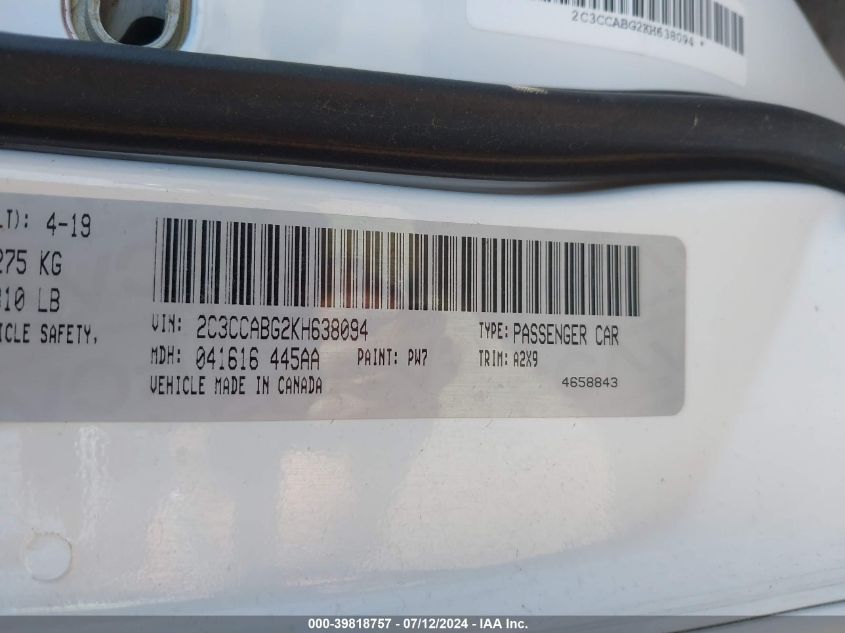 2C3CCABG2KH638094 *
LT): 4-19
275 KG
310 LB
ICLE SAFETY,
VIN: 2C3CCABG2KH638094 TYPE: PASSENGER CAR
MDH: 041616 445AA PAINT: PW7 TRIM: A2X9
VEHICLE MADE IN CANADA 4658843
000-39818757 - 07/12/2024 - IAA Inc.